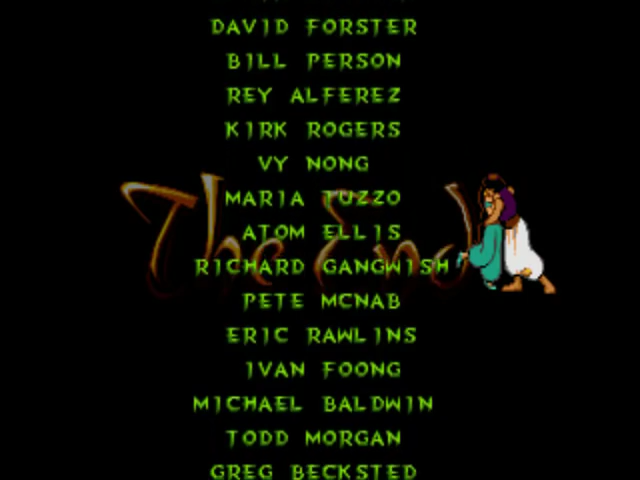 DAVID FORSTER
BILL PERSON
REY ALFEREZ
KIRK ROGERS
VY NONG
MARIA TUZZO
ATOM ELLIS
RICHARD GANGWISH
PETE MCNAB
ERIC RAWLINS
IVAN FOONG
MICHAEL BALDWIN
TODD MORGAN
GREG BECKSTED
The End